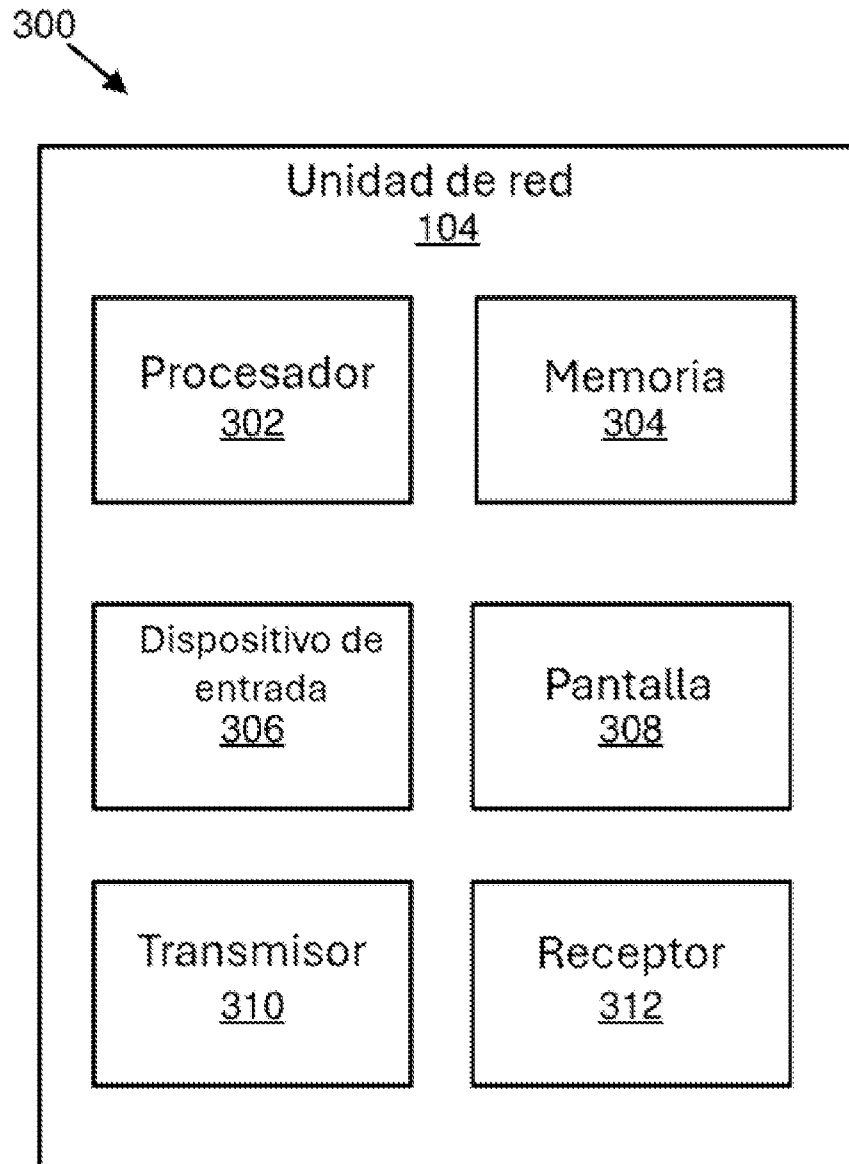 300
Unidad de red
104
Procesador
302
Memoria
304
Dispositivo de
entrada
306
Pantalla
308
Transmisor
310
Receptor
312